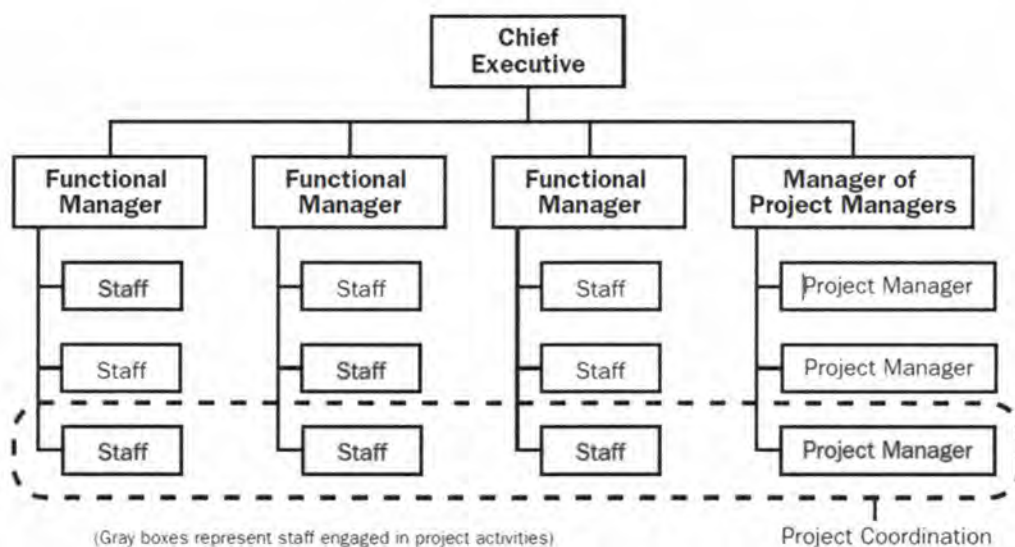 Chief
Executive
Functional
Manager
Functional
Manager
Functional
Manager
Manager of
Project Managers
Staff
Staff
Staff
Project Manager
Staff
Staff
Staff
Project Manager
Staff
Staff
Staff
Project Manager
(Gray boxes represent staff engaged in project activities)
Project Coordination